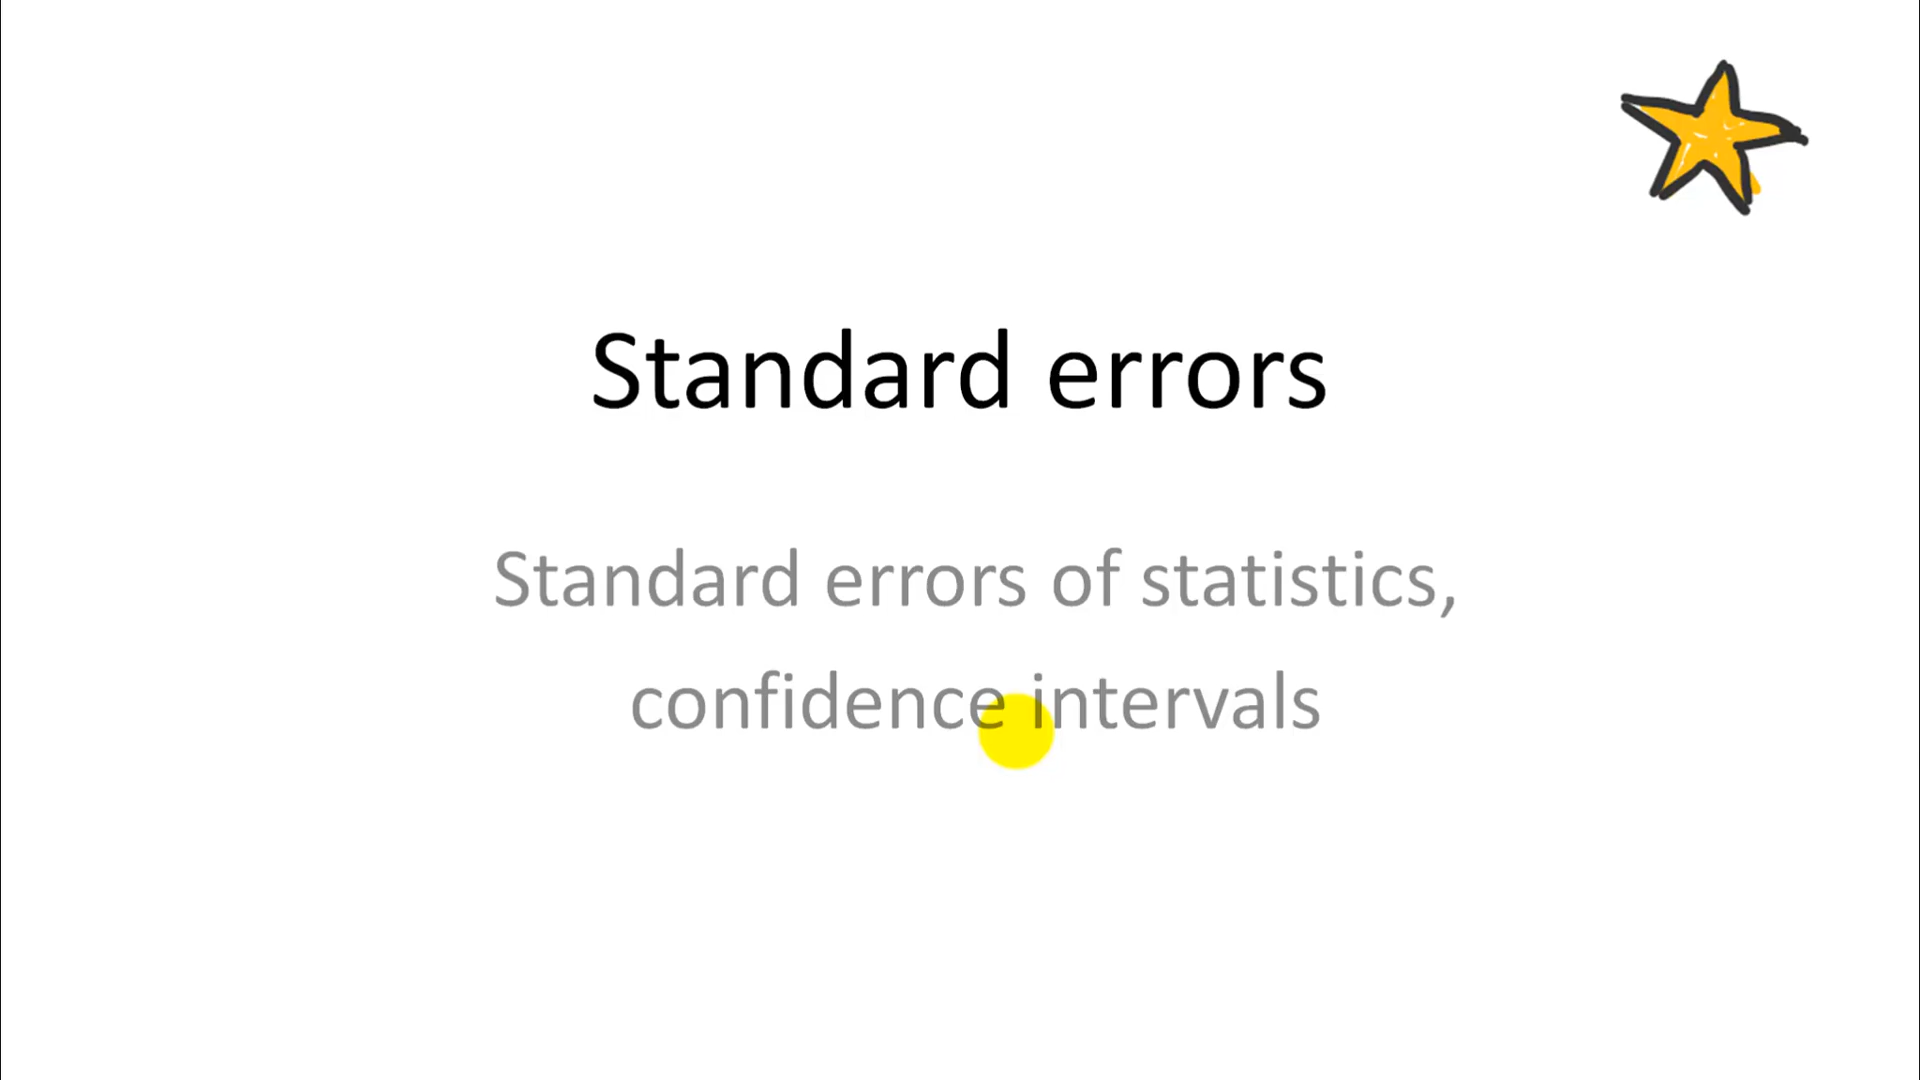 Standard errors
Standard errors of statistics,
confidence intervals